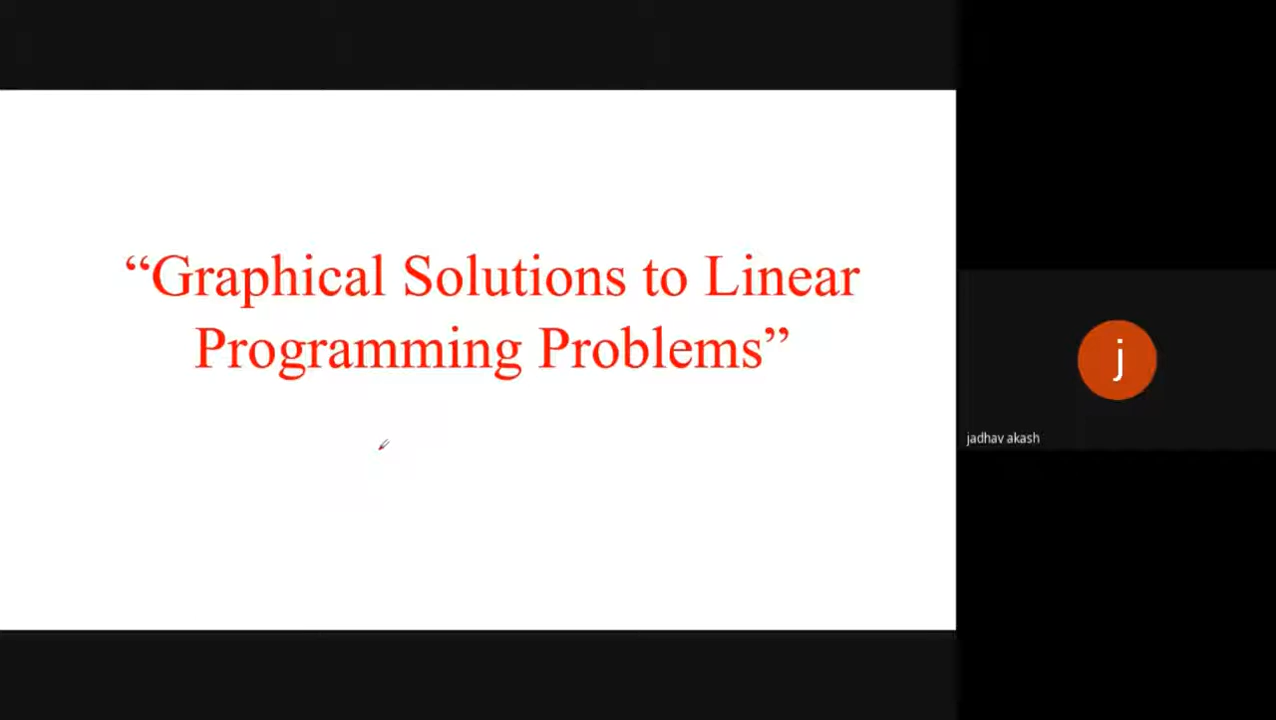 “Graphical Solutions to Linear
Programming Problems”
j
jadhav akash